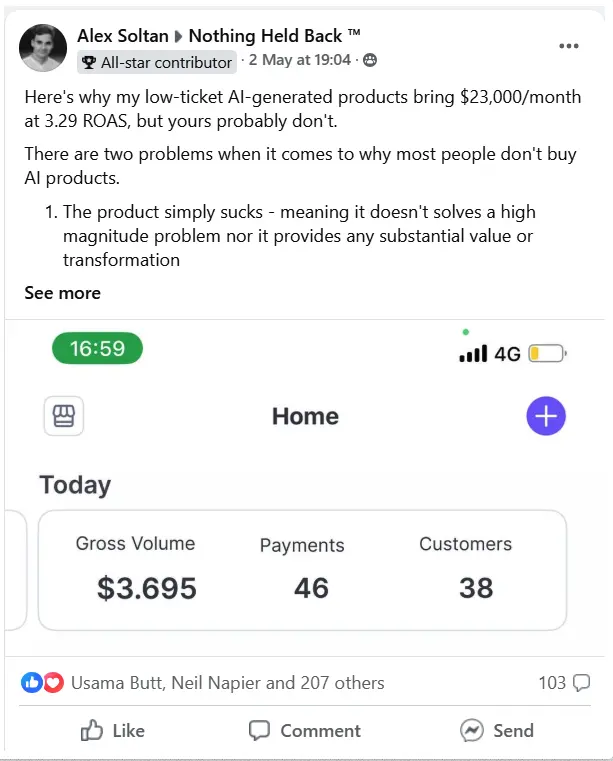 Alex Soltan ▸ Nothing Held Back ™
All-star contributor · 2 May at 19:04 ·
Here's why my low-ticket AI-generated products bring $23,000/month
at 3.29 ROAS, but yours probably don't.
There are two problems when it comes to why most people don't buy
AI products.
1. The product simply sucks - meaning it doesn't solves a high
magnitude problem nor it provides any substantial value or
transformation
See more
16:59 4G
Home
Today
Gross Volume Payments Customers
$3.695 46 38
Usama Butt, Neil Napier and 207 others 103
Like Comment Send